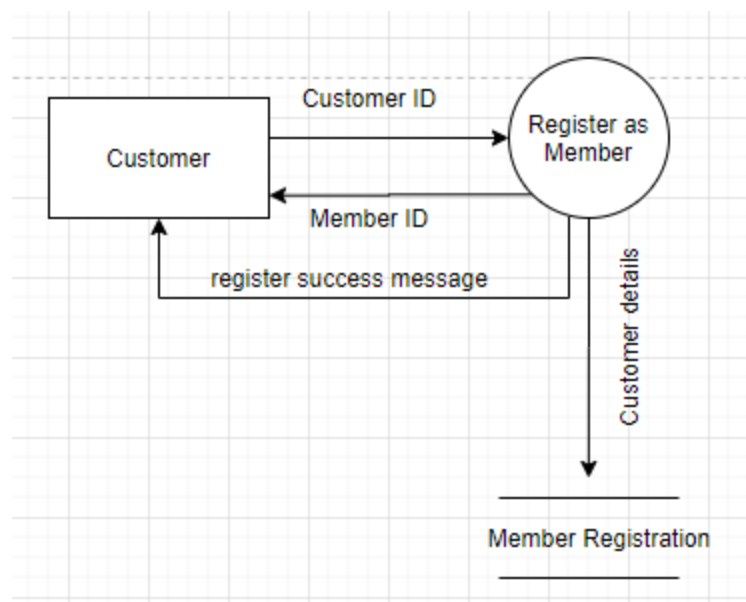 Customer ID
Register as
Member
Customer
Member ID
register success message
Customer details
Member Registration